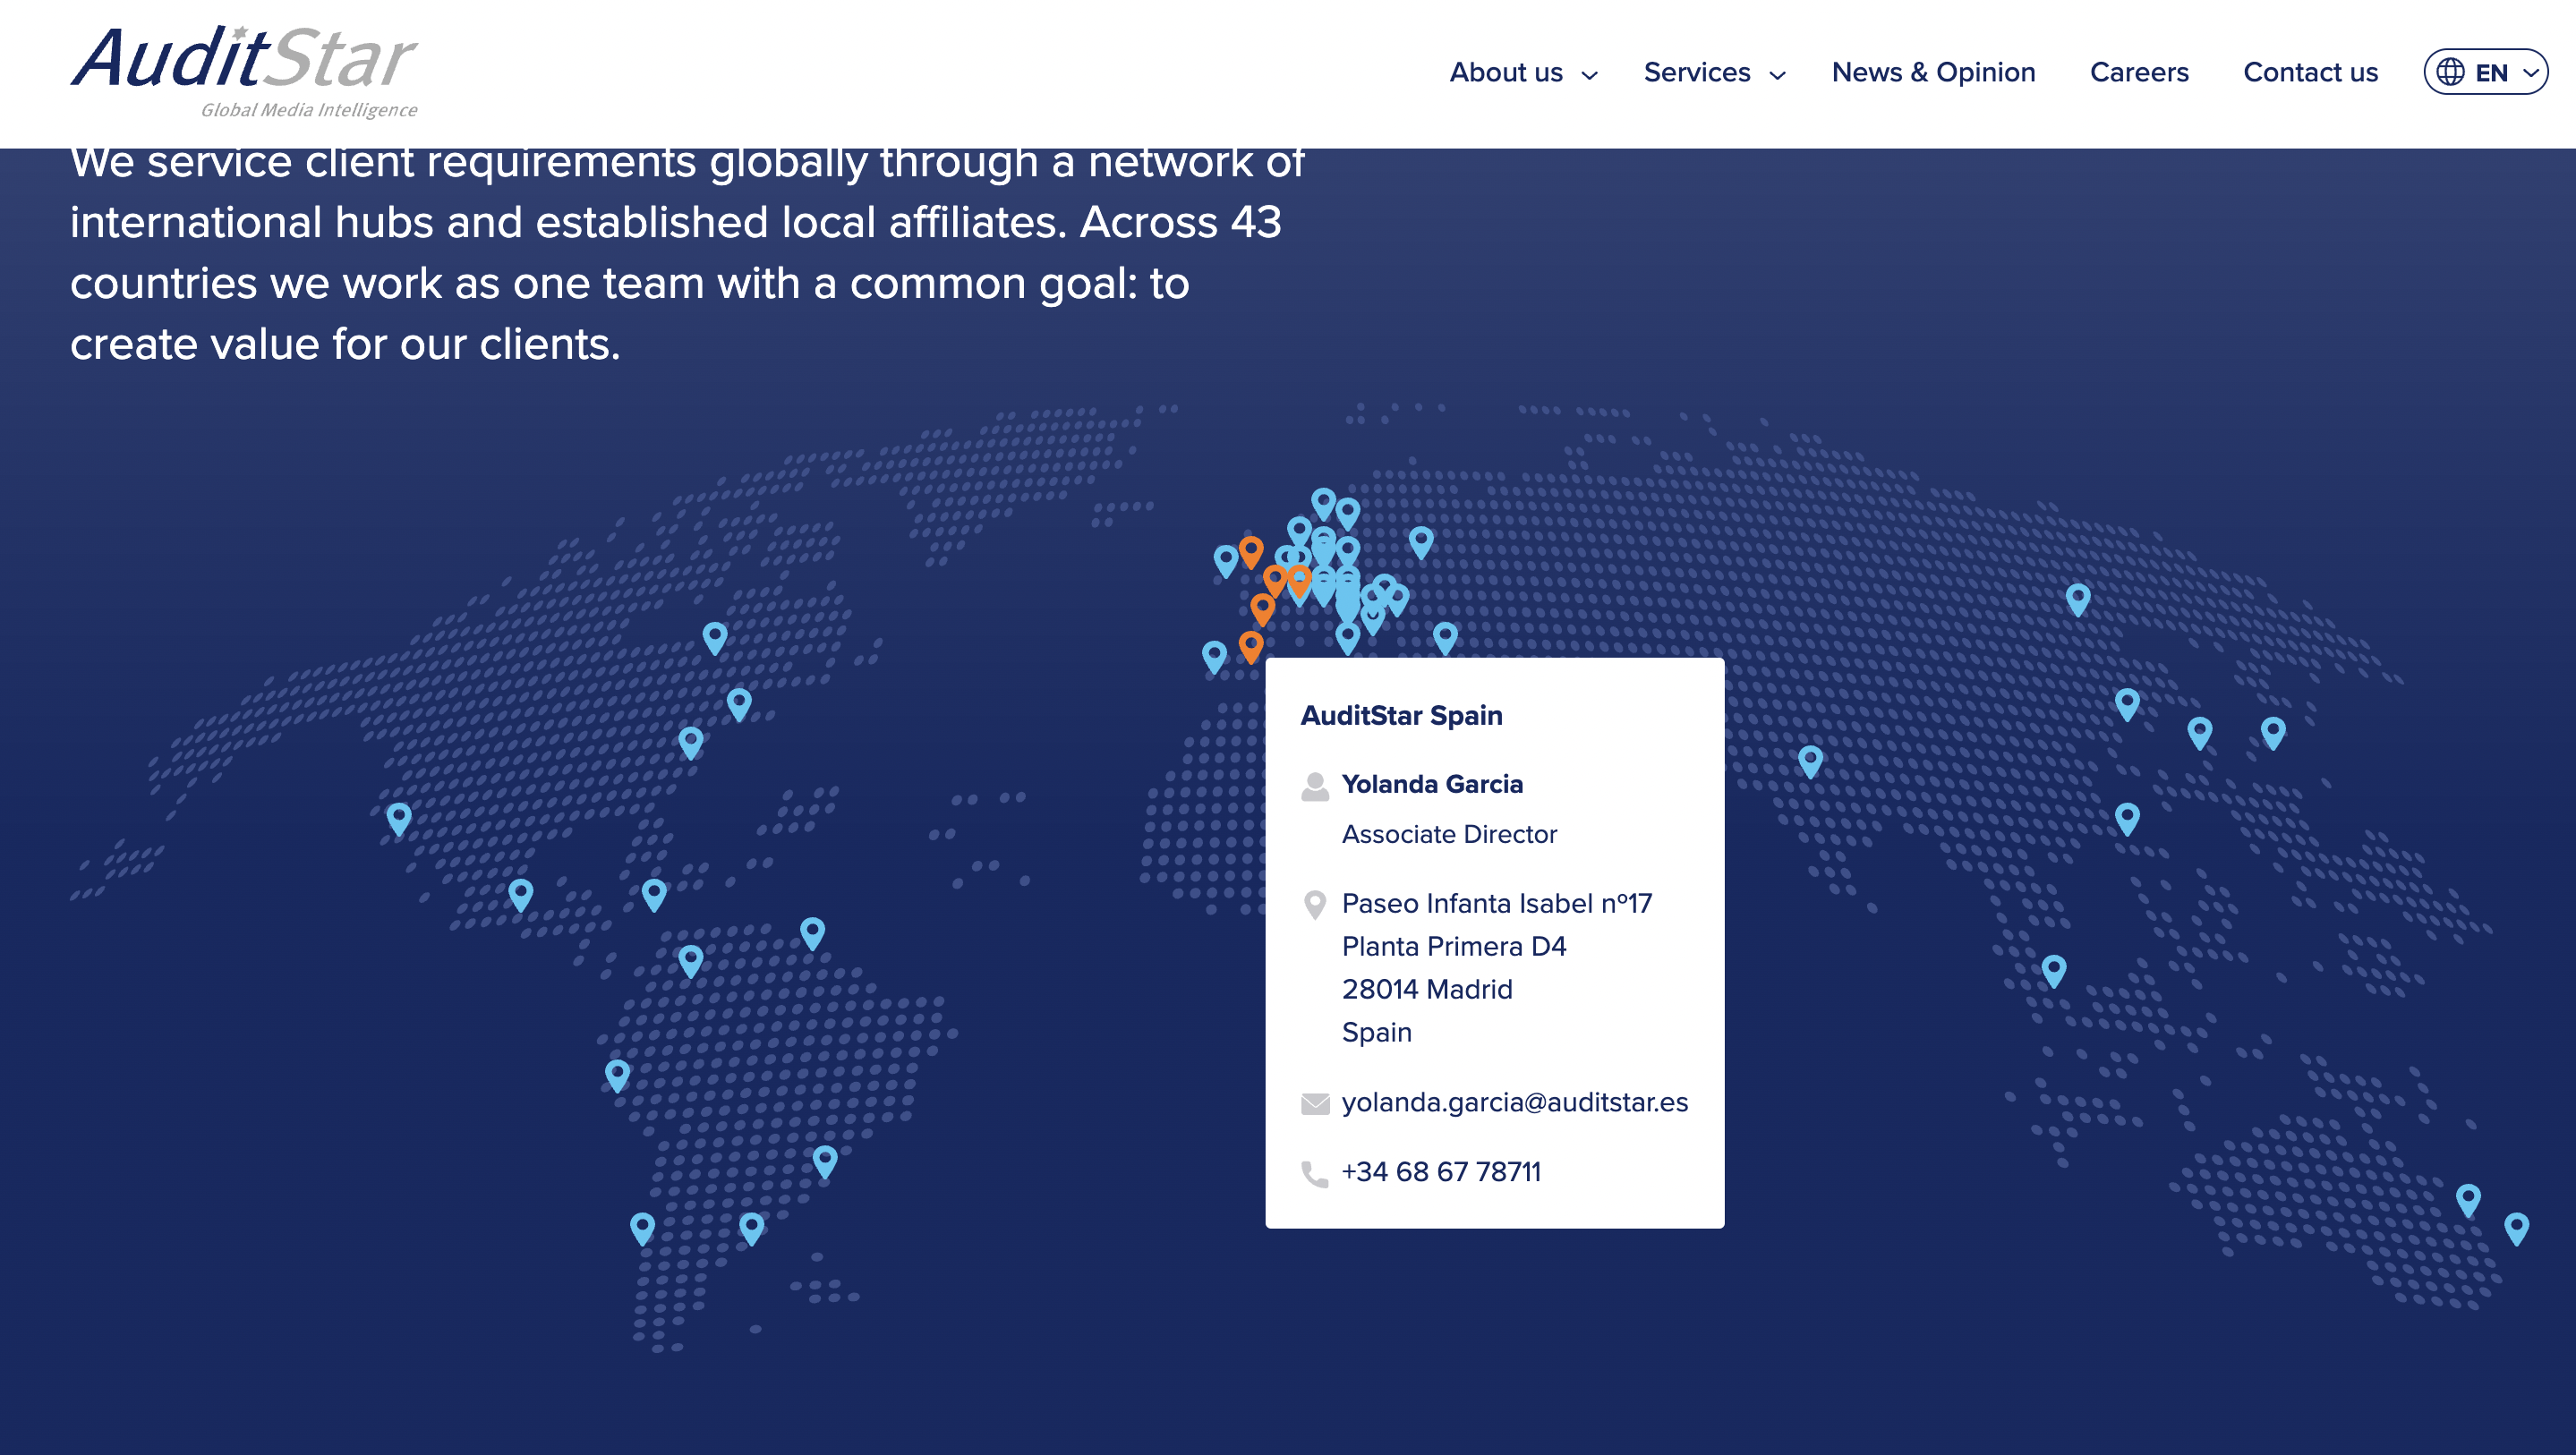 AuditStar
Global Media Intelligence
About us
Services
News & Opinion
Careers
Contact us
EN
We service client requirements globally through a network of
international hubs and established local affiliates. Across 43
countries we work as one team with a common goal: to
create value for our clients.
AuditStar Spain
Yolanda Garcia
Associate Director
Paseo Infanta Isabel nº17
Planta Primera D4
28014 Madrid
Spain
yolanda.garcia@auditstar.es
+34 68 67 78711